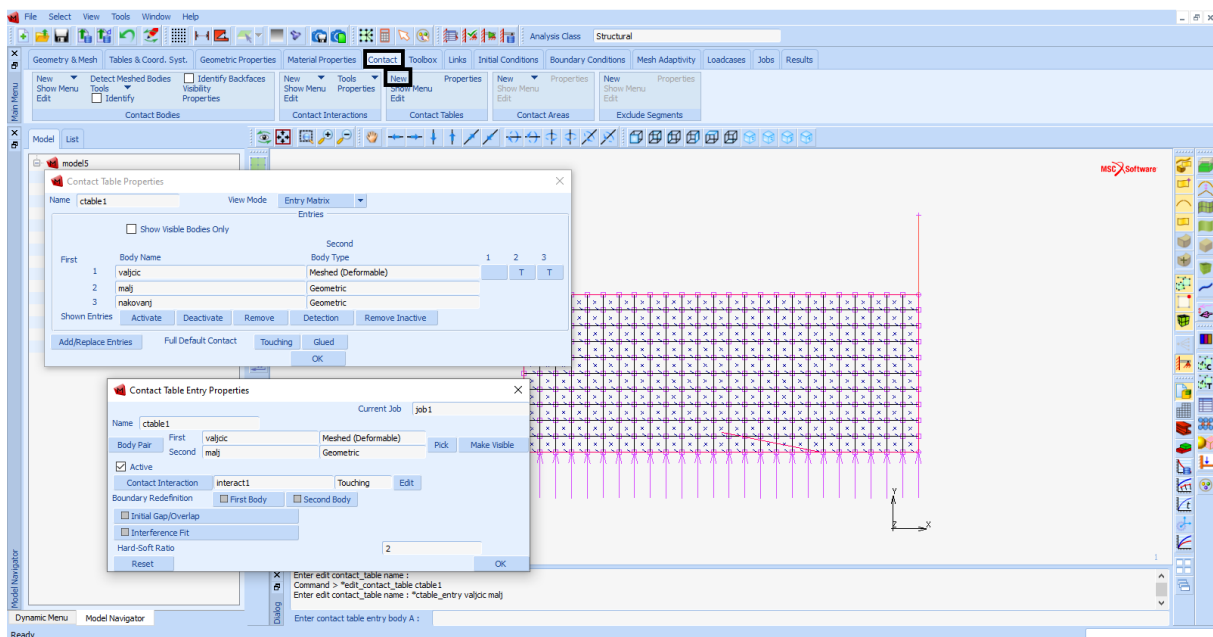 File Select View Tools Window Help
Analysis Class Structural
Geometry & Mesh Tables & Coord. Syst. Geometric Properties Material Properties Contact Toolbox Links Initial Conditions Boundary Conditions Mesh Adaptivity Loadcases Jobs Results
New Detect Meshed Bodies Identify Backfaces New Tools New Properties New Properties New Properties
Show Menu Tools Visibility Show Menu Properties Show Menu Show Menu Show Menu
Edit Identify Properties Edit Edit Edit Edit
Contact Bodies Contact Interactions Contact Tables Contact Areas Exclude Segments
Main Menu
Model List
model5
MSC Software
Contact Table Properties
Name ctable1 View Mode Entry Matrix
Entries
Show Visible Bodies Only
Second
First Body Name Body Type 1 2 3
1 valjcic Meshed (Deformable) T T
2 malj Geometric
3 nakovanj Geometric
Shown Entries Activate Deactivate Remove Detection Remove Inactive
Add/Replace Entries Full Default Contact Touching Glued
OK
Contact Table Entry Properties
Current Job job1
Name ctable1
Body Pair First valjcic Meshed (Deformable) Pick Make Visible
Second malj Geometric
Active
Contact Interaction interact1 Touching Edit
Boundary Redefinition First Body Second Body
Initial Gap/Overlap
Interference Fit
Hard-Soft Ratio 2
Reset OK
Y
Z X
1
Model Navigator
Enter edit contact_table name :
Command > *edit_contact_table ctable1
Enter edit contact_table name : *ctable_entry valjcic malj
Dialog
Enter contact table entry body A :
Dynamic Menu Model Navigator
Ready